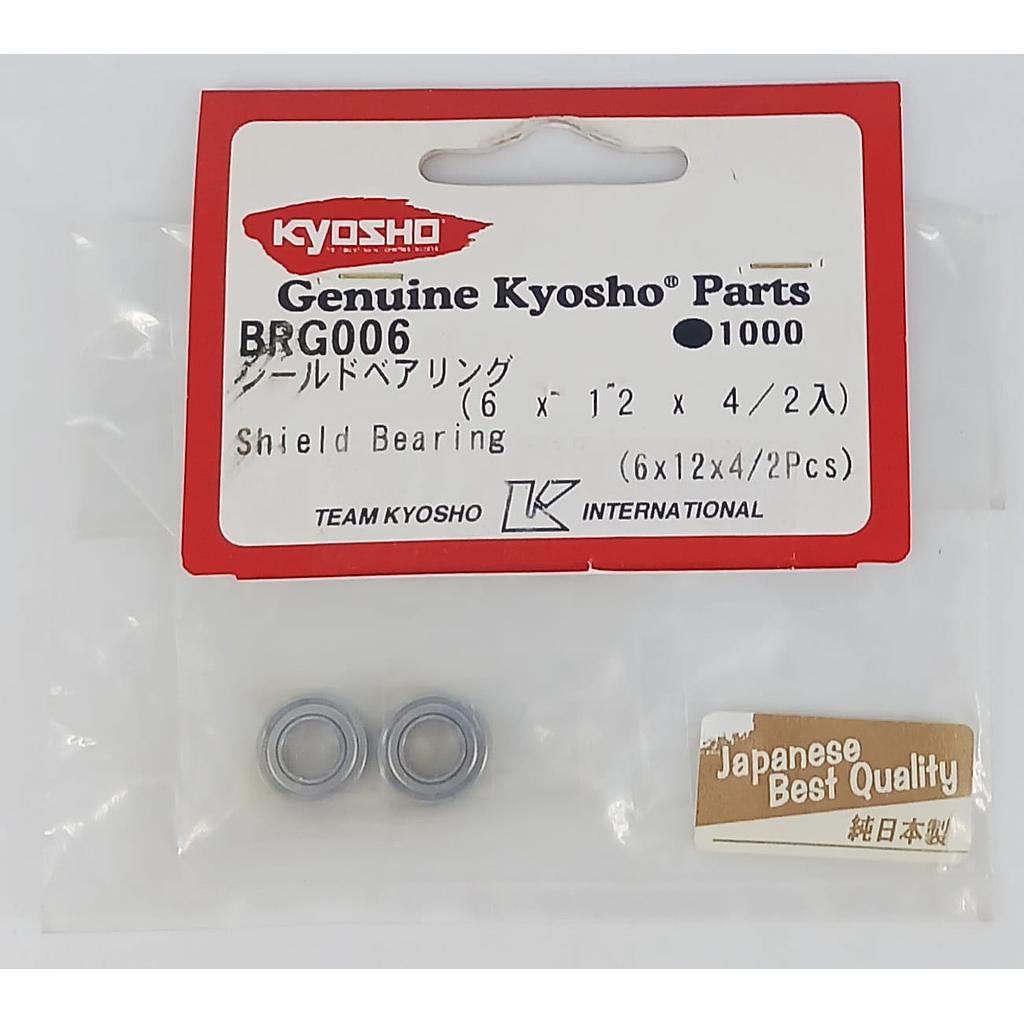 KYOSHO
Genuine Kyosho® Parts
BRG006 ●1000
シールドベアリング
(6 x 12 x 4/2入)
Shield Bearing
(6x12x4/2Pcs)
TEAM KYOSHO K INTERNATIONAL
Japanese
Best Quality
純日本製